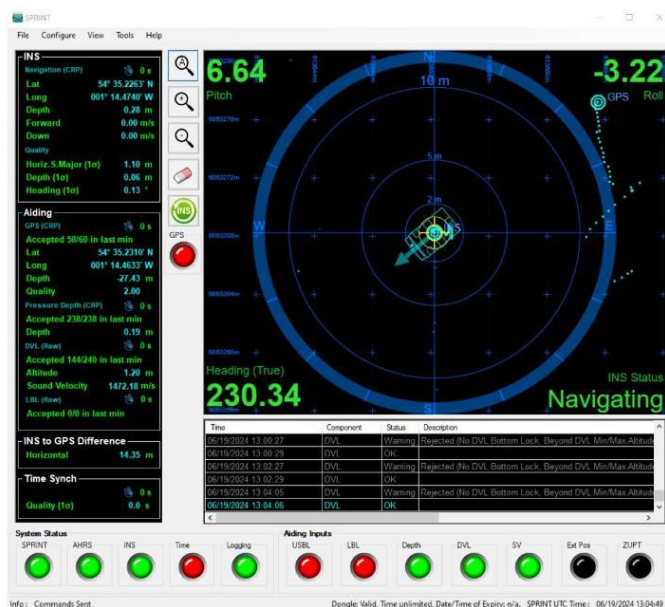 SPRINT
File Configure View Tools Help
INS
Navigation (CRP) 0 s
Lat 54° 35.2263' N
Long 001° 14.4740' W
Depth 0.28 m
Forward 0.00 m/s
Down 0.00 m/s
Quality
Horiz.S.Major (1σ) 1.10 m
Depth (1σ) 0.06 m
Heading (1σ) 0.13 °
Aiding
GPS (CRP) 0 s
Accepted 58/60 in last min
Lat 54° 35.2310' N
Long 001° 14.4633' W
Depth -27.43 m
Quality 2.00
Pressure Depth (CRP) 0 s
Accepted 238/238 in last min
Depth 0.19 m
DVL (Raw) 0 s
Accepted 144/240 in last min
Altitude 1.20 m
Sound Velocity 1472.18 m/s
LBL (Raw) 0 s
Accepted 0/0 in last min
INS to GPS Difference
Horizontal 14.35 m
Time Synch
0 s
Quality (1σ) 0.0 s
A
INS
GPS
6.64
Pitch
-3.22
Roll
GPS
N
10 m
5 m
2 m
W
E
S
INS
Heading (True)
230.34
INS Status
Navigating
Time Component Status Description
06/19/2024 13:00:27 DVL Warning Rejected (No DVL Bottom Lock, Beyond DVL Min/Max Altitude
06/19/2024 13:00:29 DVL OK
06/19/2024 13:02:27 DVL Warning Rejected (No DVL Bottom Lock, Beyond DVL Min/Max Altitude
06/19/2024 13:02:29 DVL OK
06/19/2024 13:04:05 DVL Warning Rejected (No DVL Bottom Lock, Beyond DVL Min/Max Altitude
06/19/2024 13:04:06 DVL OK
System Status
SPRINT AHRS INS Time Logging
Aiding Inputs
USBL LBL Depth DVL SV Ext Pos ZUPT
Info : Commands Sent
Dongle: Valid, Time unlimited, Date/Time of Expiry: n/a, SPRINT UTC Time : 06/19/2024 13:04:49